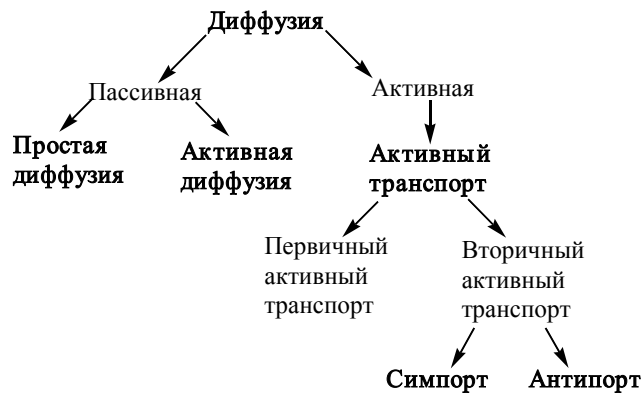 Диффузия
Пассивная
Активная
Простая
диффузия
Активная
диффузия
Активный
транспорт
Первичный
активный
транспорт
Вторичный
активный
транспорт
Симпорт
Антипорт